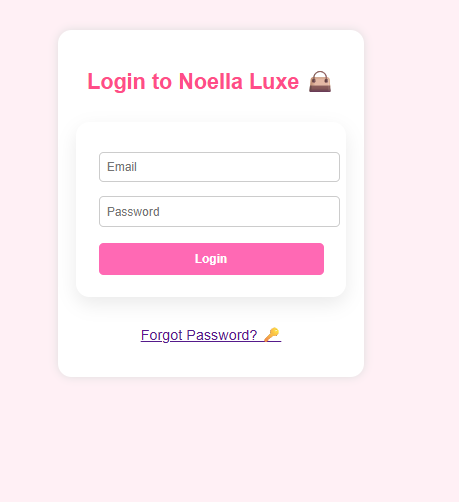 Login to Noella Luxe 👜
Email
Password
Login
Forgot Password? 🔑